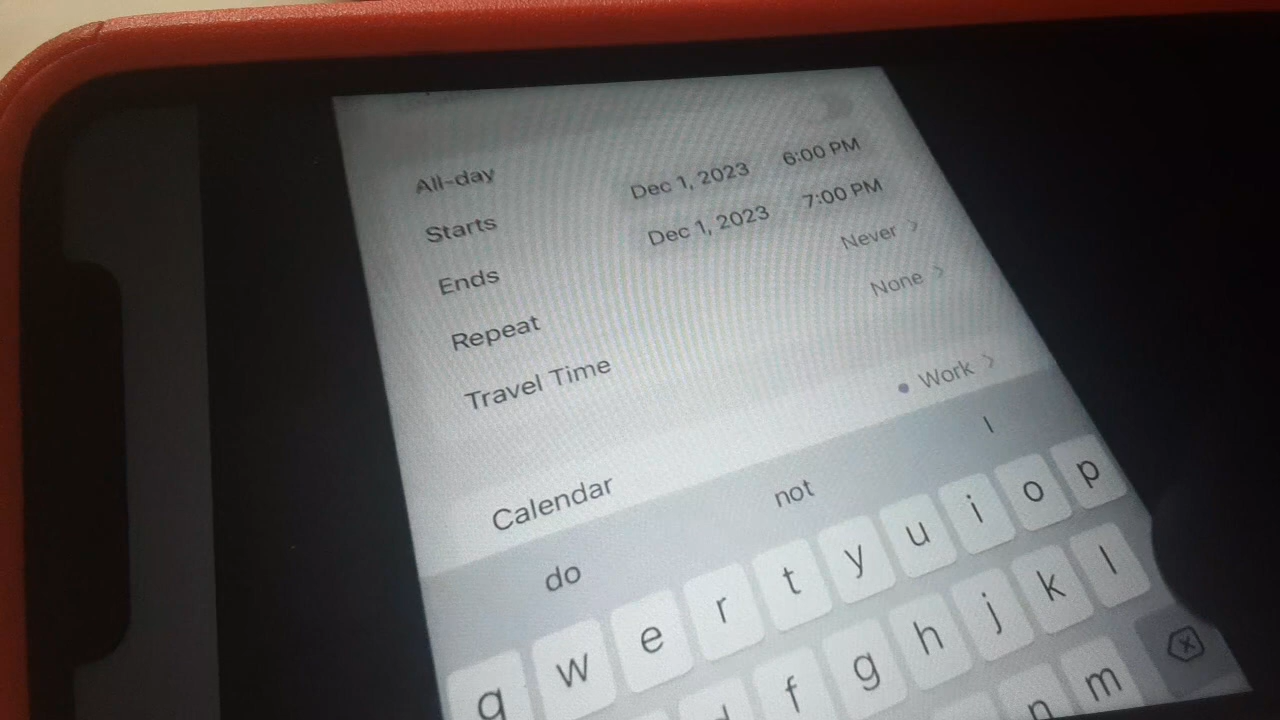 All-day
Starts Dec 1, 2023 6:00 PM
Ends Dec 1, 2023 7:00 PM
Repeat Never
Travel Time None
Calendar Work
do not I
q w e r t y u i o p
f g h j k l
n m